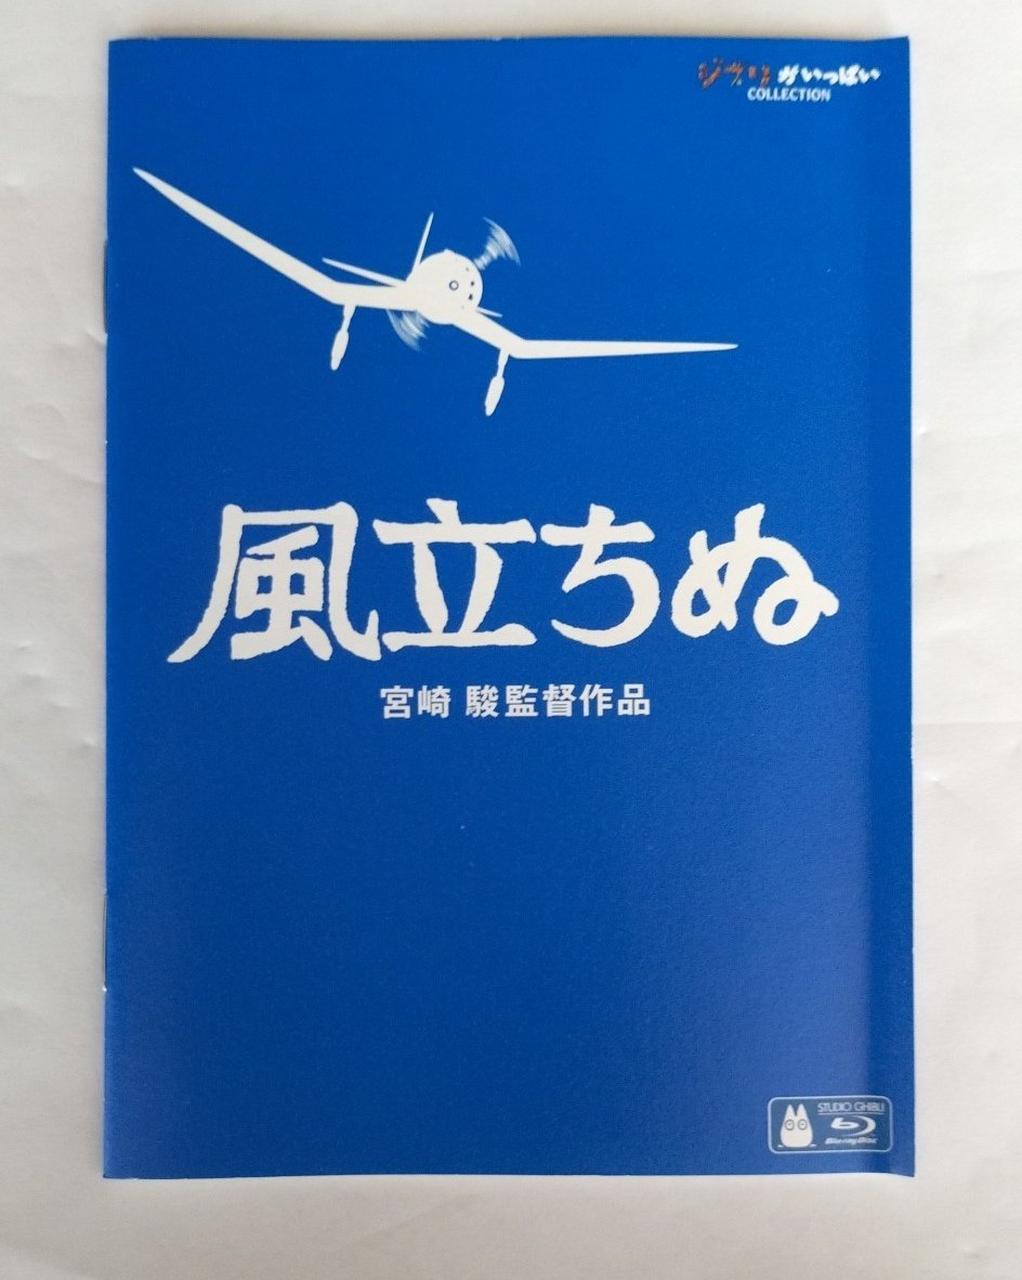 ジブリがいっぱい
COLLECTION
風立ちぬ
宮崎 駿監督作品
STUDIO GHIBLI
Blu-ray Disc